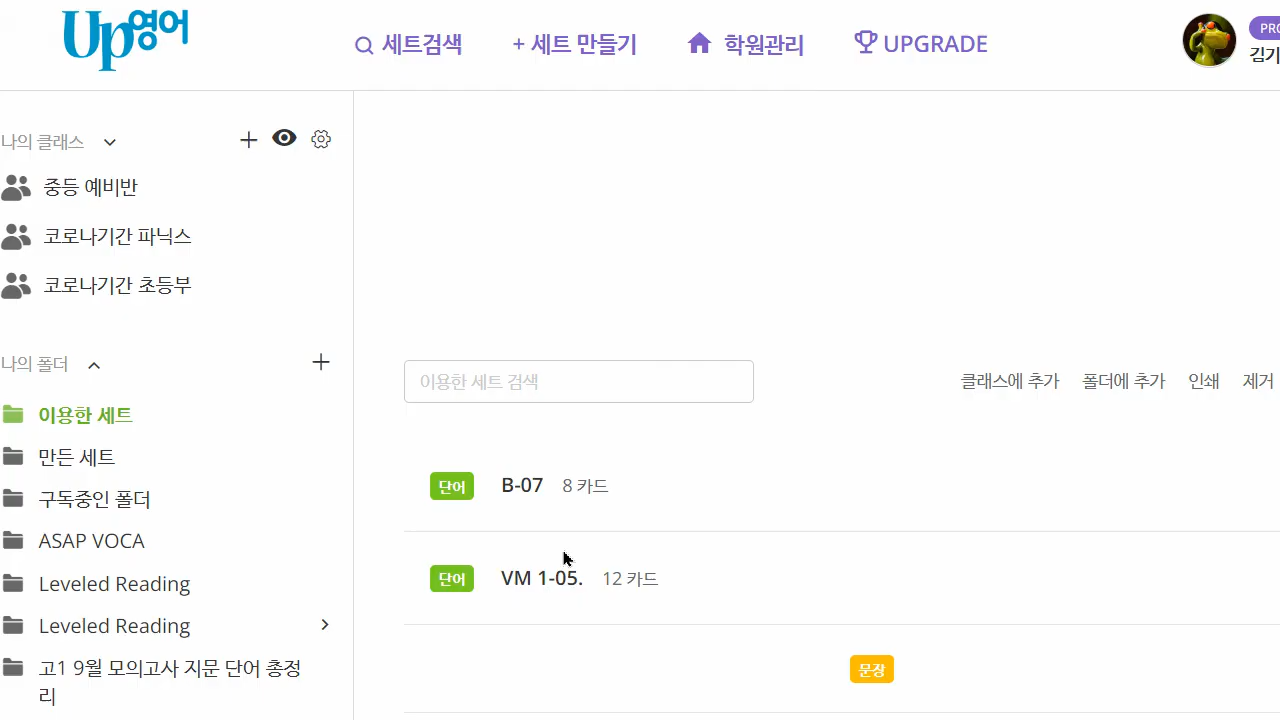 Up영어
세트검색
+ 세트 만들기
학원관리
UPGRADE
PRO
김기
나의 클래스
중등 예비반
코로나기간 파닉스
코로나기간 초등부
나의 폴더
이용한 세트
만든 세트
구독중인 폴더
ASAP VOCA
Leveled Reading
Leveled Reading
고1 9월 모의고사 지문 단어 총정
리
이용한 세트 검색
클래스에 추가
폴더에 추가
인쇄
제거
단어 B-07 8 카드
단어 VM 1-05. 12 카드
문장